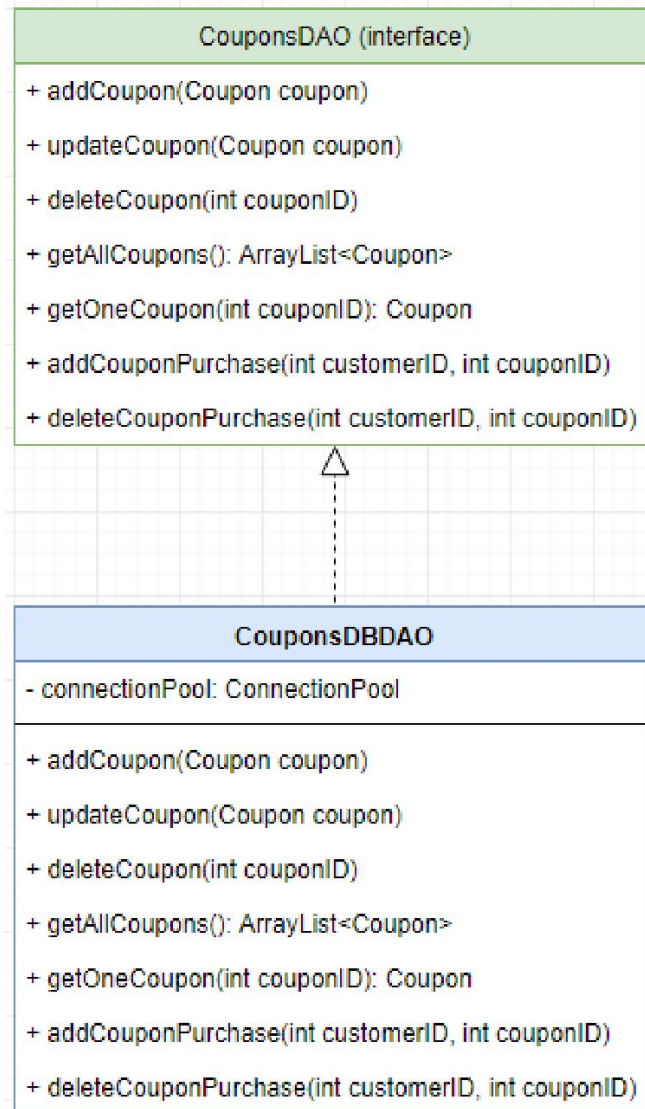 CouponsDAO (interface)
+ addCoupon(Coupon coupon)
+ updateCoupon(Coupon coupon)
+ deleteCoupon(int couponID)
+ getAllCoupons(): ArrayList<Coupon>
+ getOneCoupon(int couponID): Coupon
+ addCouponPurchase(int customerID, int couponID)
+ deleteCouponPurchase(int customerID, int couponID)
CouponsDBDAO
- connectionPool: ConnectionPool
+ addCoupon(Coupon coupon)
+ updateCoupon(Coupon coupon)
+ deleteCoupon(int couponID)
+ getAllCoupons(): ArrayList<Coupon>
+ getOneCoupon(int couponID): Coupon
+ addCouponPurchase(int customerID, int couponID)
+ deleteCouponPurchase(int customerID, int couponID)